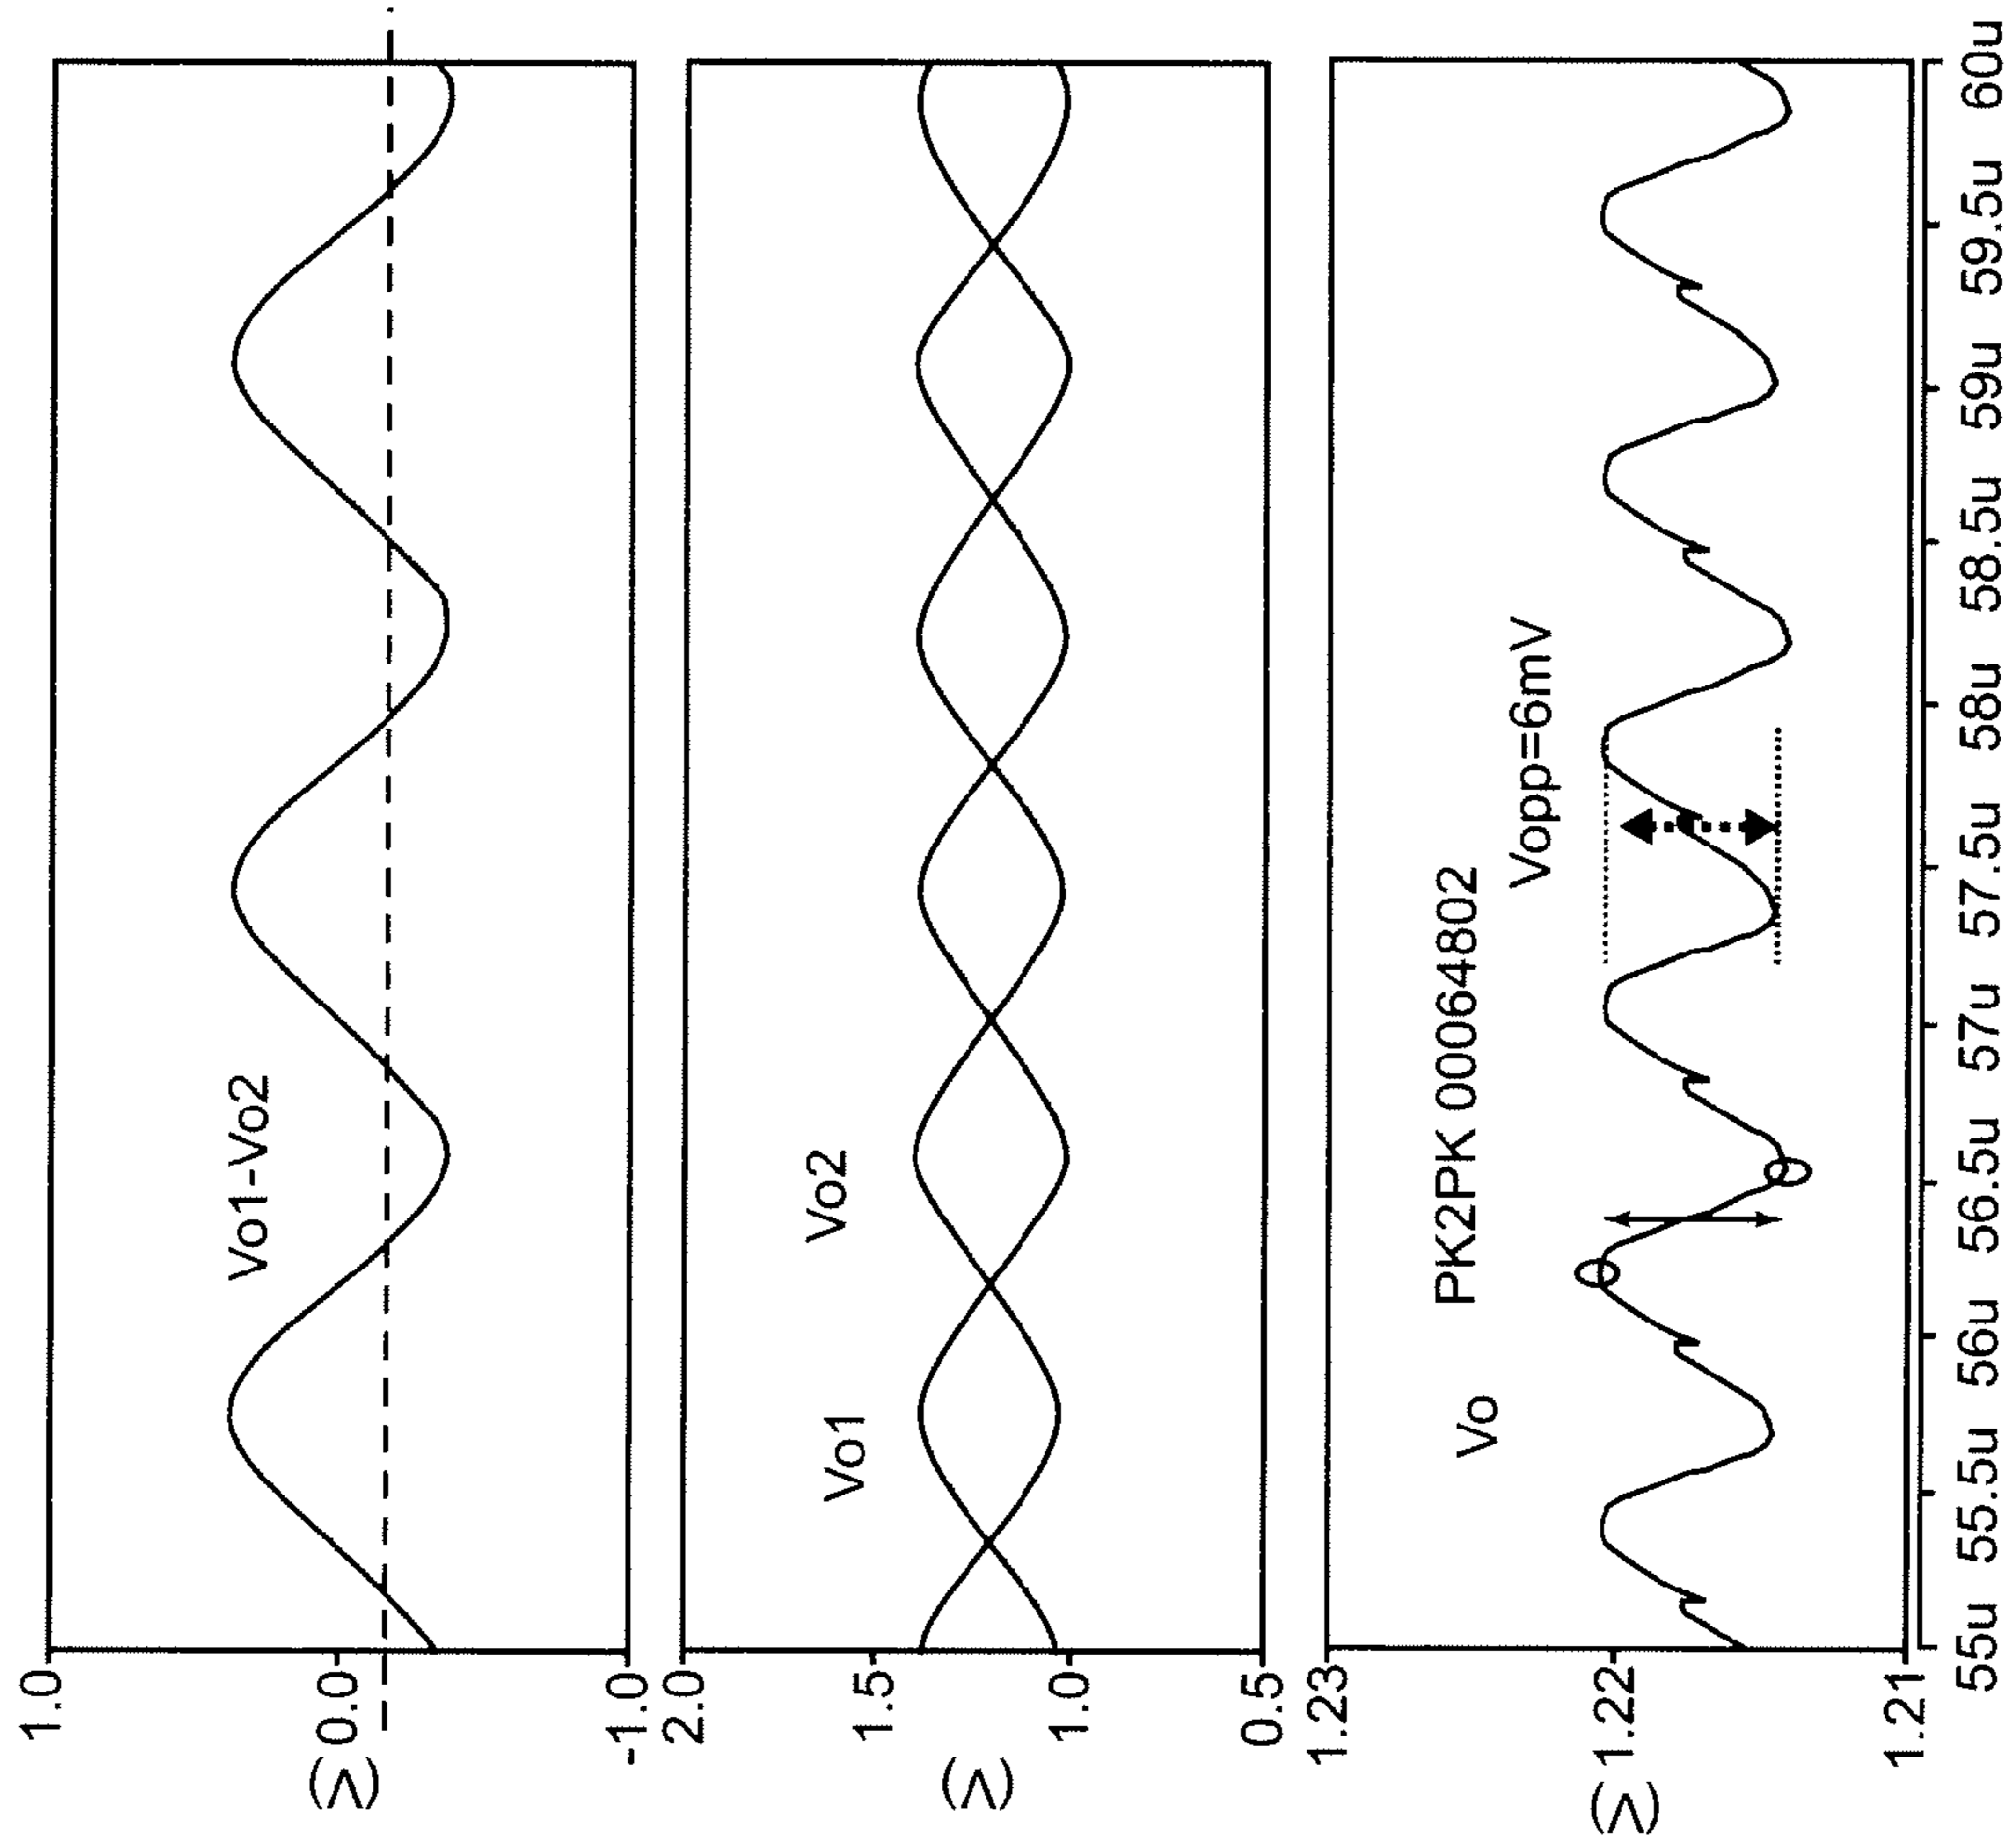 Vo1-Vo2
1.0
0.0
-1.0
(V)
Vo1
Vo2
2.0
1.5
1.0
0.5
(V)
Vo
PK2PK 00064802
Vopp=6mV
1.23
1.22
1.21
(V)
55u 55.5u 56u 56.5u 57u 57.5u 58u 58.5u 59u 59.5u 60u